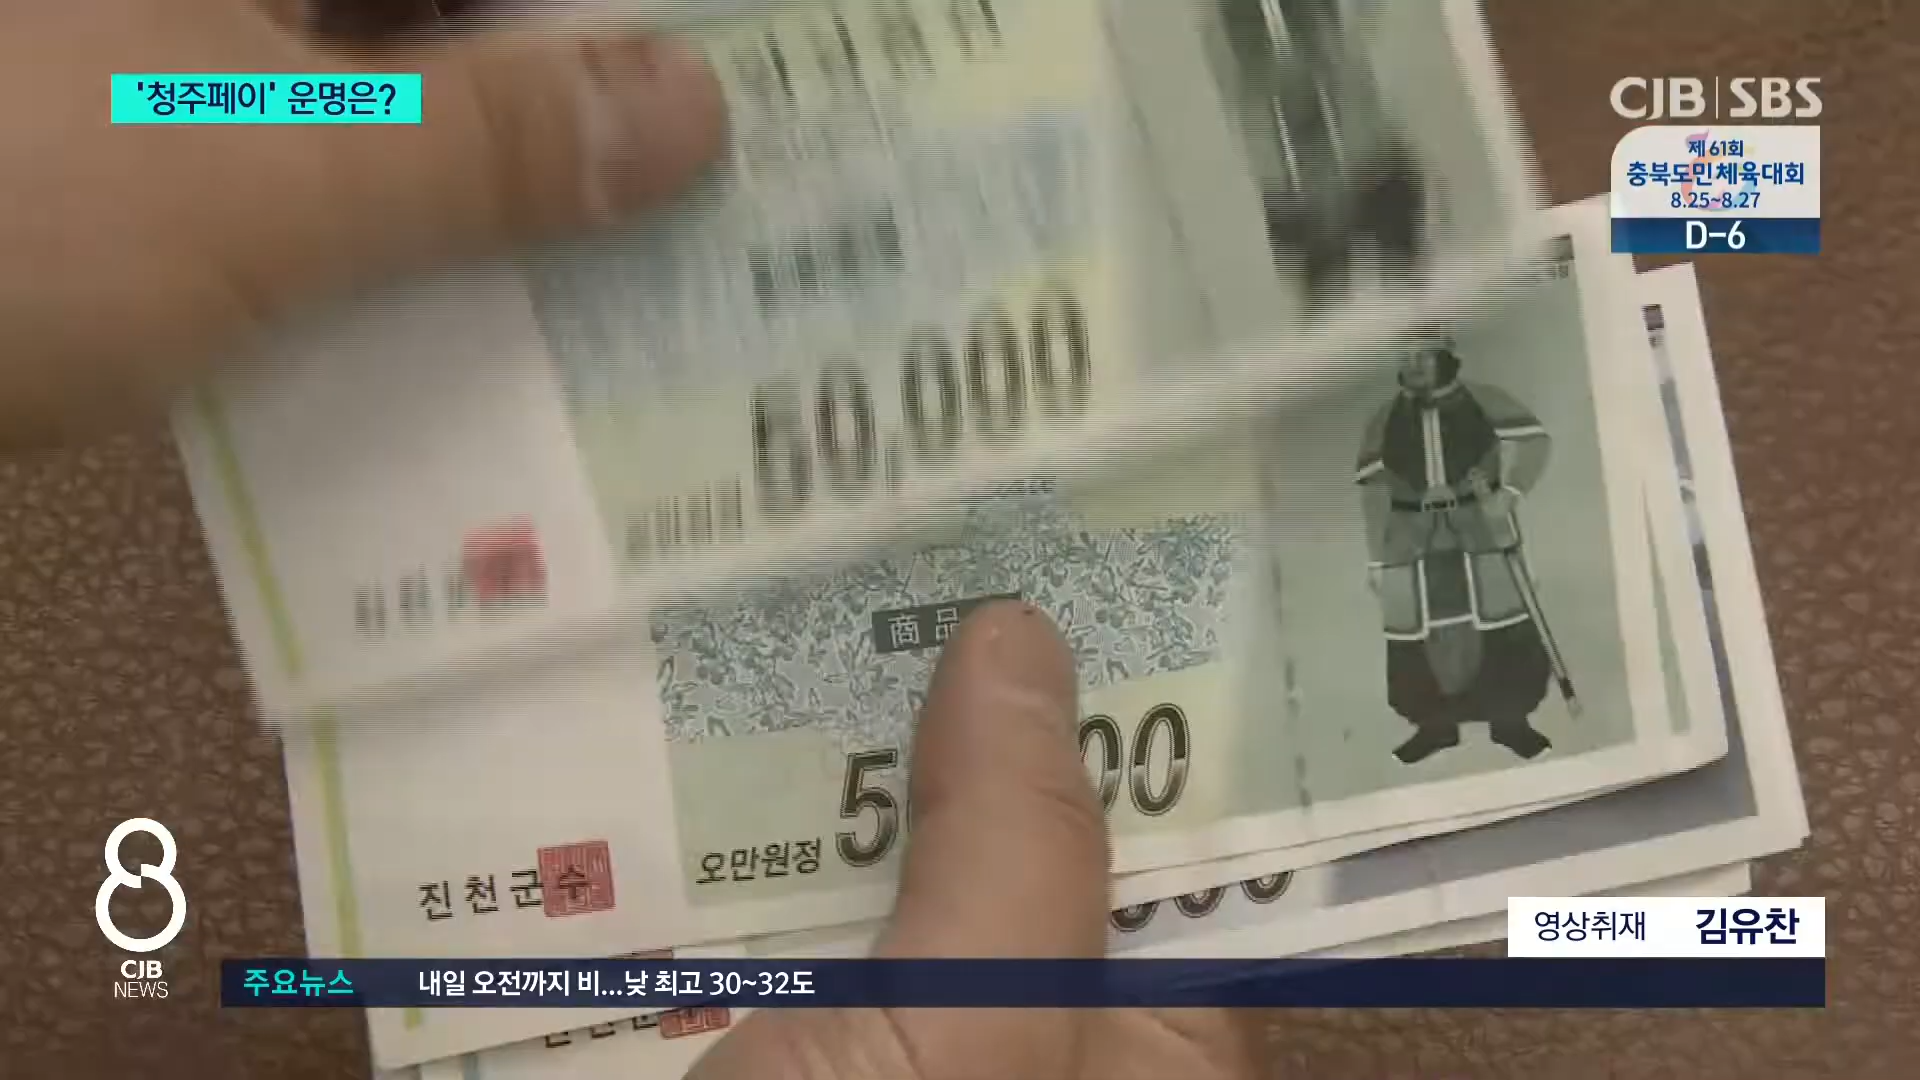 '청주페이' 운명은?
CJB SBS
제61회
충북도민체육대회
8.25~8.27
D-6
50,000
商品
오만원정
진천군수
영상취재 김유찬
8
CJB
NEWS
주요뉴스 내일 오전까지 비...낮 최고 30~32도